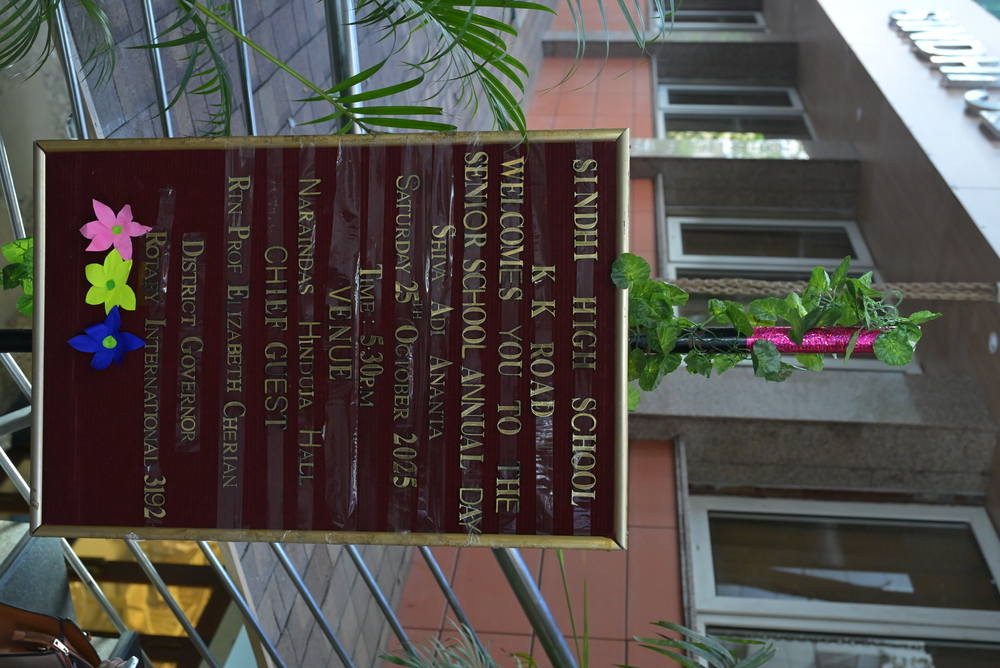 SINDHI HIGH SCHOOL
K K ROAD
WELCOMES YOU TO THE
SENIOR SCHOOL ANNUAL DAY
SHIVA ADI ANANTA
SATURDAY 25TH OCTOBER 2025
TIME : 5.30P.M
VENUE
NARAINDAS HINDUJA HALL
CHIEF GUEST
RTN-PROF ELIZABETH CHERIAN
DISTRICT GOVERNOR
ROTARY INTERNATIONAL-3192